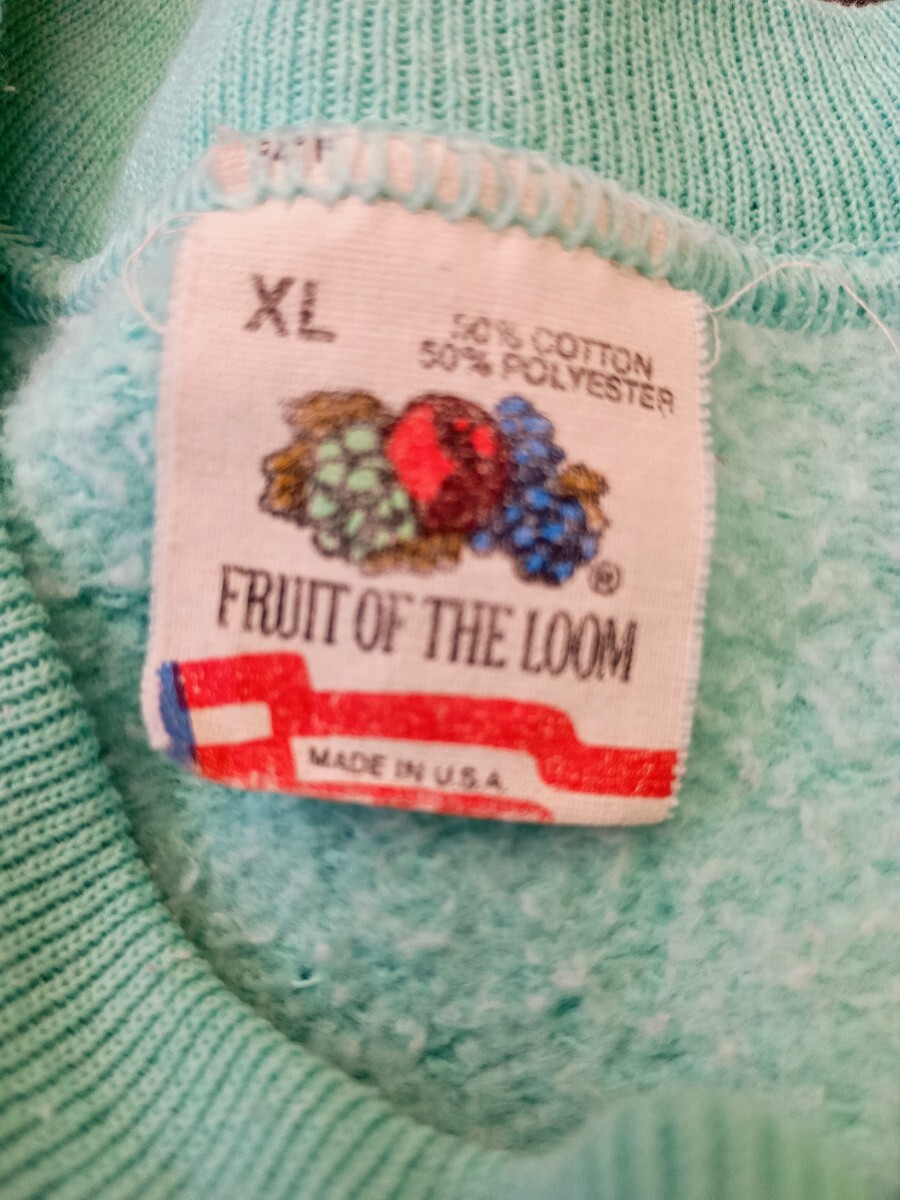 XL
50% COTTON
50% POLYESTER
®
FRUIT OF THE LOOM
MADE IN U.S.A.